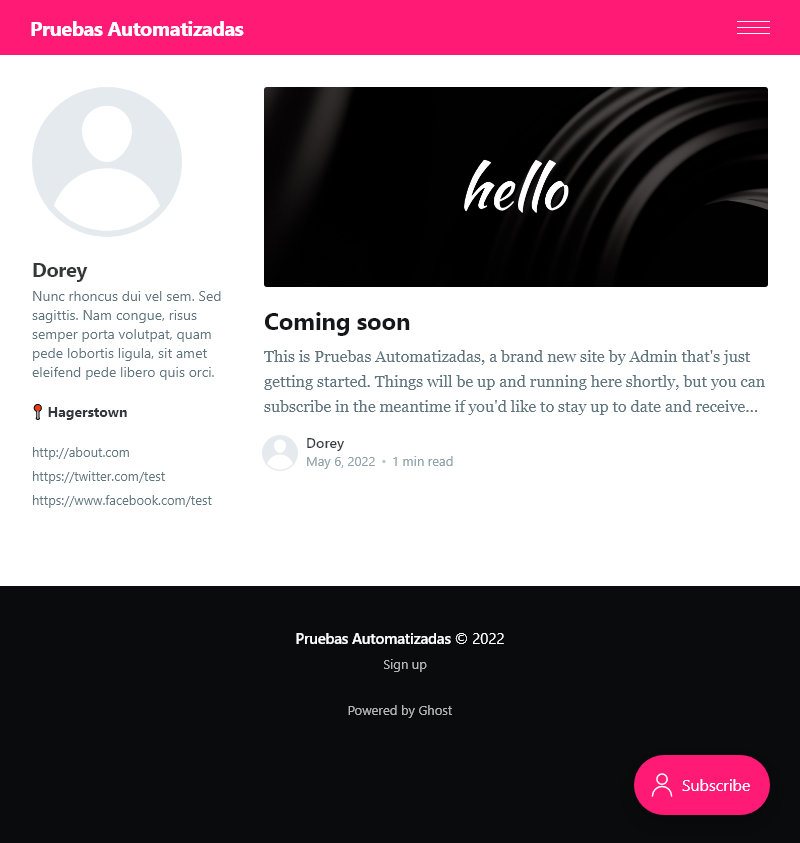 Pruebas Automatizadas
Dorey
Nunc rhoncus dui vel sem. Sed
sagittis. Nam congue, risus
semper porta volutpat, quam
pede lobortis ligula, sit amet
eleifend pede libero quis orci.
Hagerstown
http://about.com
https://twitter.com/test
https://www.facebook.com/test
hello
Coming soon
This is Pruebas Automatizadas, a brand new site by Admin that's just
getting started. Things will be up and running here shortly, but you can
subscribe in the meantime if you'd like to stay up to date and receive...
Dorey
May 6, 2022 • 1 min read
Pruebas Automatizadas © 2022
Sign up
Powered by Ghost
Subscribe